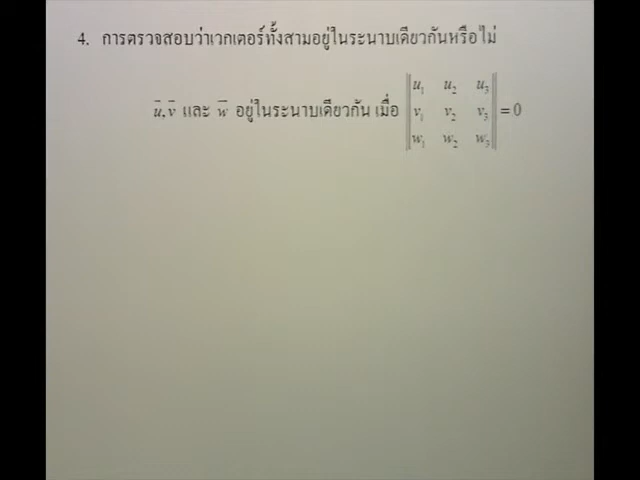 4. การตรวจสอบว่าเวกเตอร์ทั้งสามอยู่ในระนาบเดียวกันหรือไม่
u̅, v̅ และ w̅ อยู่ในระนาบเดียวกัน เมื่อ || u₁ u₂ u₃
v₁ v₂ v₃
w₁ w₂ w₃ || = 0